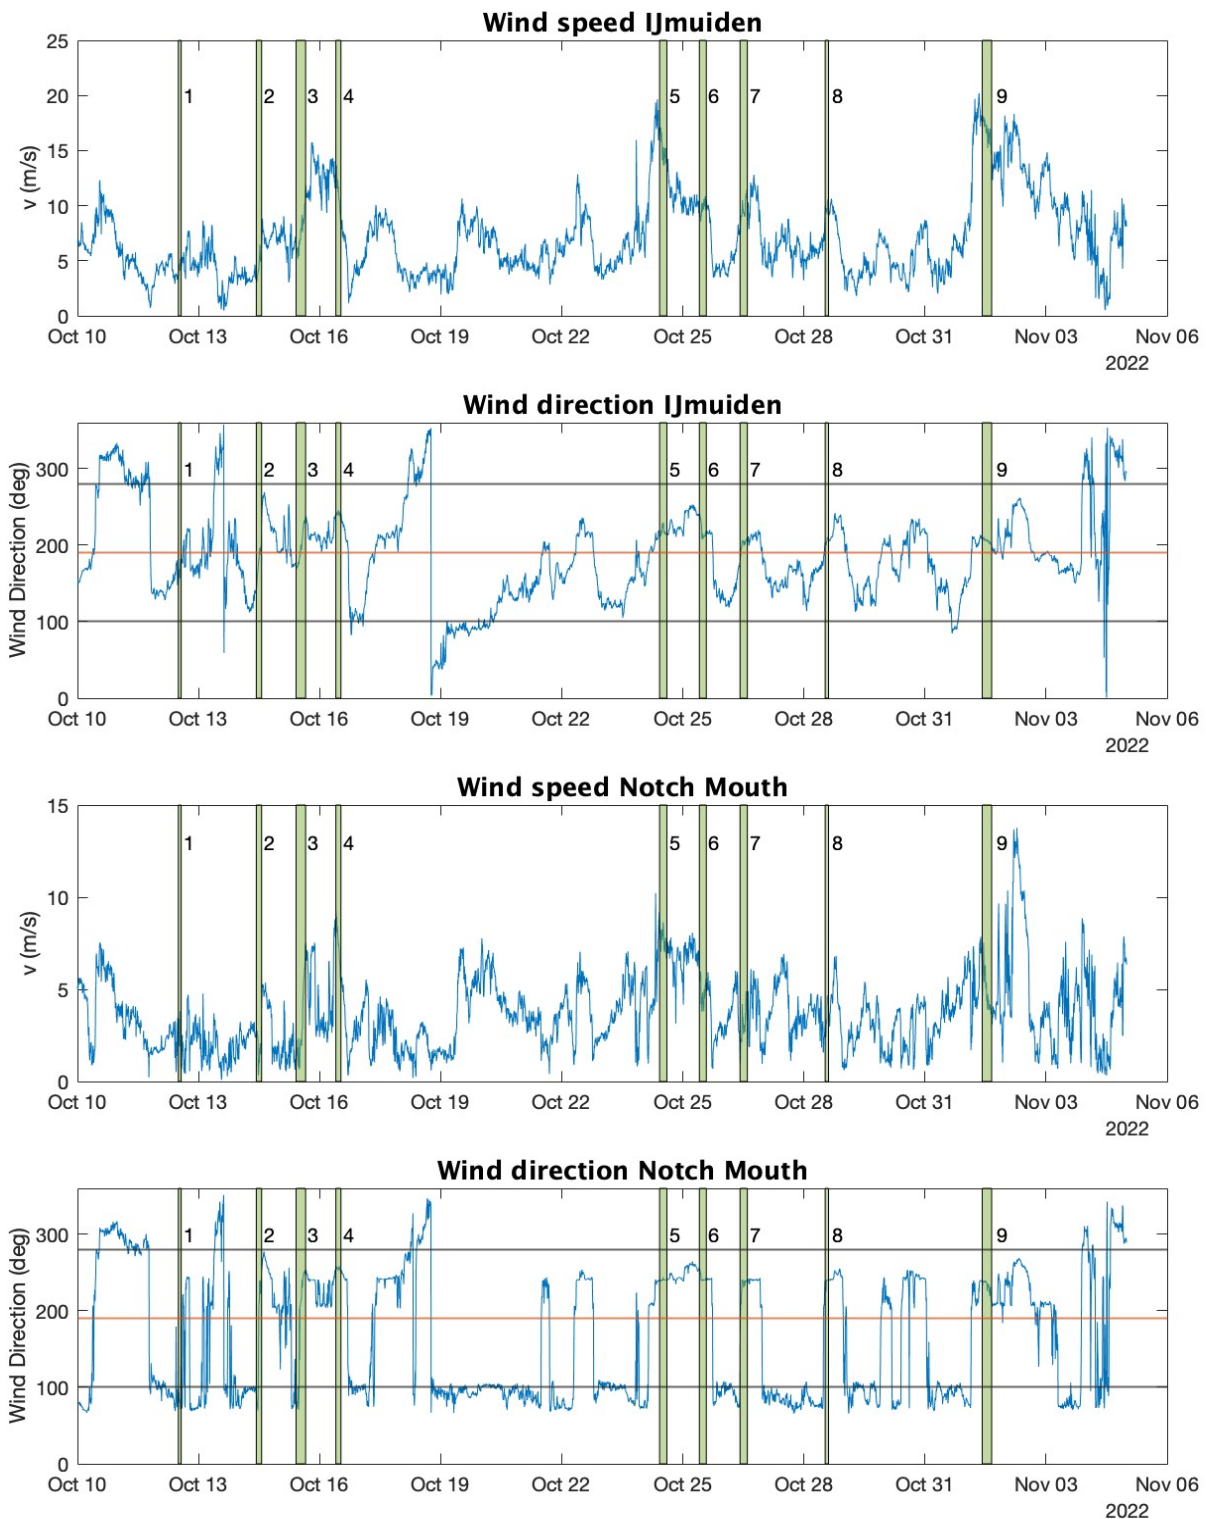 Wind speed IJmuiden
25
20
15
10
5
0
v (m/s)
1 2 3 4 5 6 7 8 9
Oct 10 Oct 13 Oct 16 Oct 19 Oct 22 Oct 25 Oct 28 Oct 31 Nov 03 Nov 06
2022
Wind direction IJmuiden
300
200
100
0
Wind Direction (deg)
1 2 3 4 5 6 7 8 9
Oct 10 Oct 13 Oct 16 Oct 19 Oct 22 Oct 25 Oct 28 Oct 31 Nov 03 Nov 06
2022
Wind speed Notch Mouth
15
10
5
0
v (m/s)
1 2 3 4 5 6 7 8 9
Oct 10 Oct 13 Oct 16 Oct 19 Oct 22 Oct 25 Oct 28 Oct 31 Nov 03 Nov 06
2022
Wind direction Notch Mouth
300
200
100
0
Wind Direction (deg)
1 2 3 4 5 6 7 8 9
Oct 10 Oct 13 Oct 16 Oct 19 Oct 22 Oct 25 Oct 28 Oct 31 Nov 03 Nov 06
2022